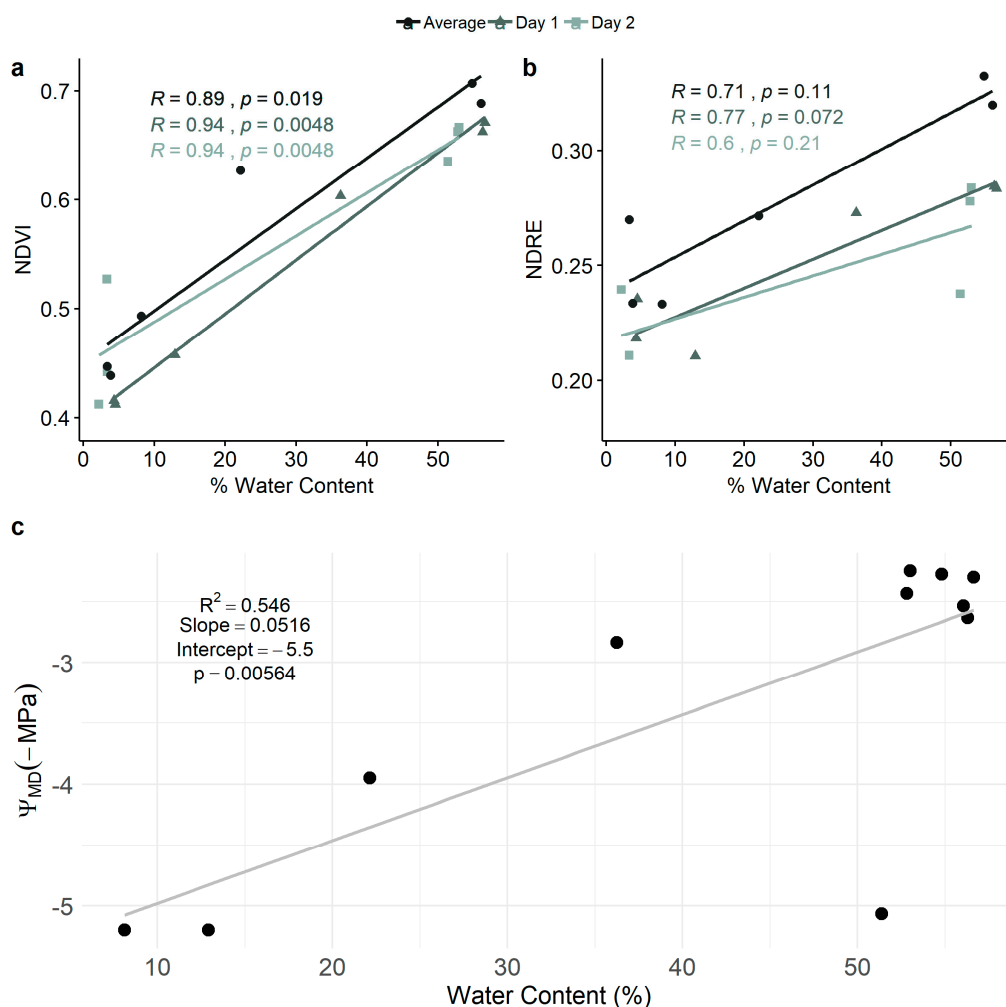 Average Day 1 Day 2
a
R = 0.89 , p = 0.019
R = 0.94 , p = 0.0048
R = 0.94 , p = 0.0048
NDVI
0.7
0.6
0.5
0.4
0 10 20 30 40 50
% Water Content
b
R = 0.71 , p = 0.11
R = 0.77 , p = 0.072
R = 0.6 , p = 0.21
NDRE
0.30
0.25
0.20
0 10 20 30 40 50
% Water Content
c
R² = 0.546
Slope = 0.0516
Intercept = − 5.5
p − 0.00564
Ψ_MD (− MPa)
-3
-4
-5
10 20 30 40 50
Water Content (%)